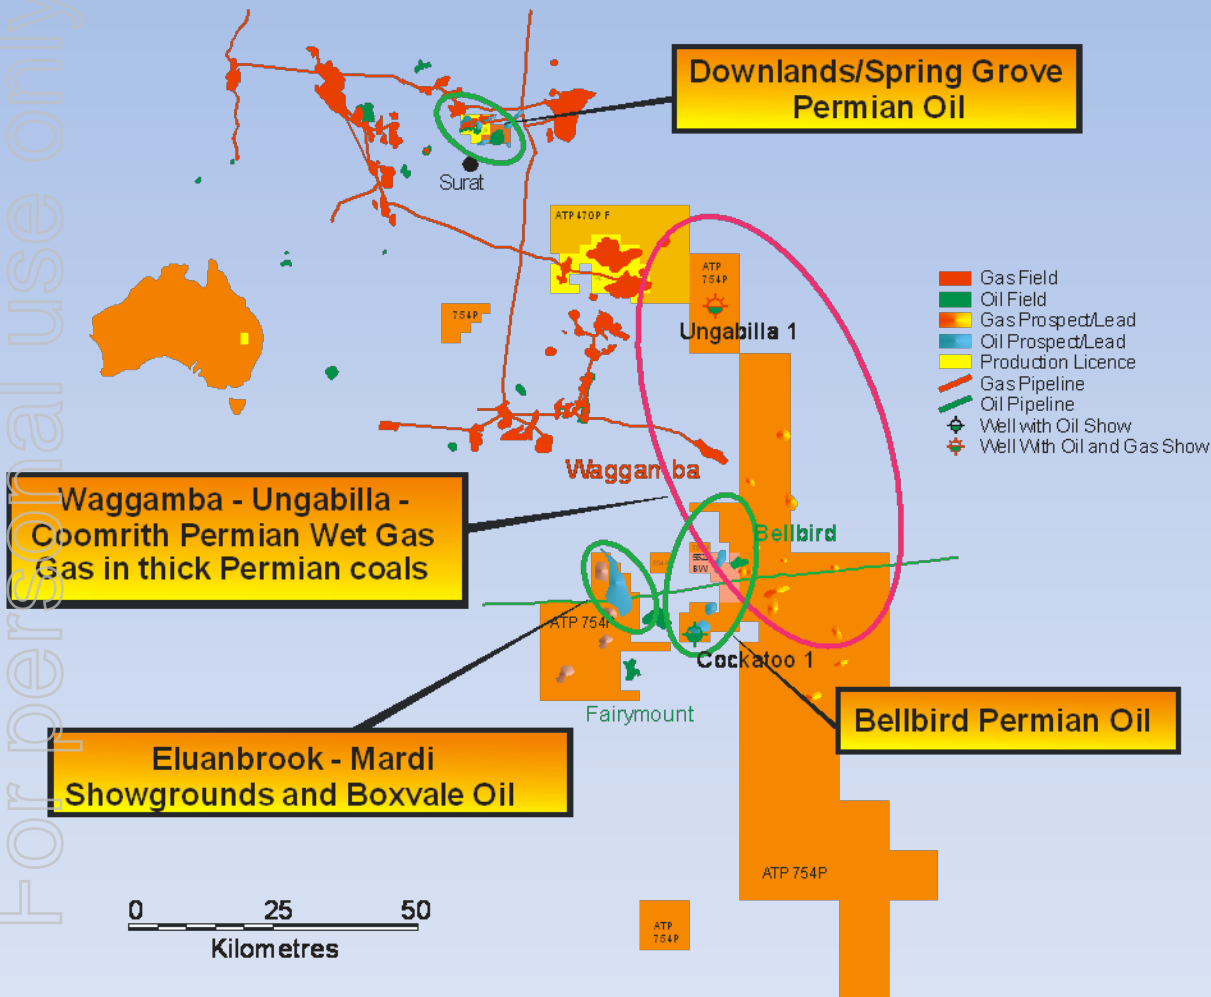 For personal use only
Downlands/Spring Grove
Permian Oil
Surat
ATP 470P F
ATP
754P
754P
Ungabilla 1
Gas Field
Oil Field
Gas Prospect/Lead
Oil Prospect/Lead
Production Licence
Gas Pipeline
Oil Pipeline
Well with Oil Show
Well With Oil and Gas Show
Waggamba
Waggamba - Ungabilla -
Coomrith Permian Wet Gas
Gas in thick Permian coals
Bellbird
ATP 754P
Cockatoo 1
Fairymount
Bellbird Permian Oil
Eluanbrook - Mardi
Showgrounds and Boxvale Oil
ATP 754P
ATP
754P
0 25 50
Kilometres